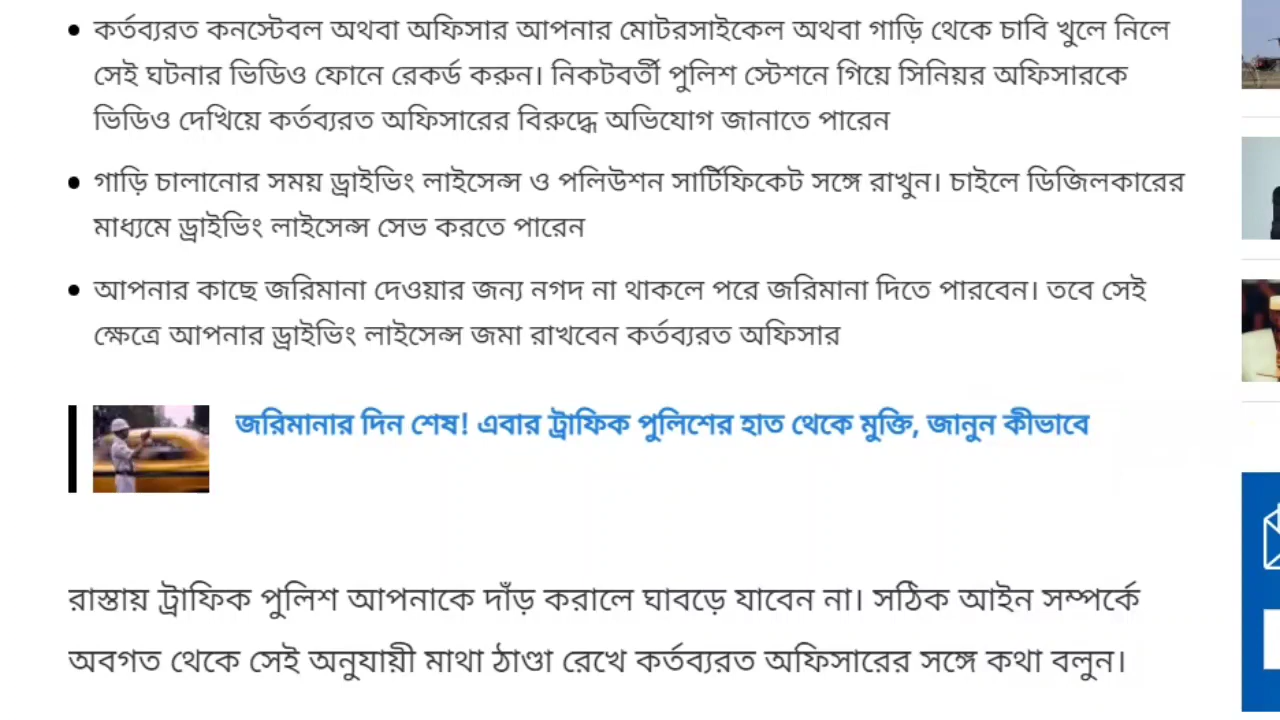 কর্তব্যরত কনস্টেবল অথবা অফিসার আপনার মোটরসাইকেল অথবা গাড়ি থেকে চাবি খুলে নিলে
সেই ঘটনার ভিডিও ফোনে রেকর্ড করুন। নিকটবর্তী পুলিশ স্টেশনে গিয়ে সিনিয়র অফিসারকে
ভিডিও দেখিয়ে কর্তব্যরত অফিসারের বিরুদ্ধে অভিযোগ জানাতে পারেন
গাড়ি চালানোর সময় ড্রাইভিং লাইসেন্স ও পলিউশন সার্টিফিকেট সঙ্গে রাখুন। চাইলে ডিজিলকারের
মাধ্যমে ড্রাইভিং লাইসেন্স সেভ করতে পারেন
আপনার কাছে জরিমানা দেওয়ার জন্য নগদ না থাকলে পরে জরিমানা দিতে পারবেন। তবে সেই
ক্ষেত্রে আপনার ড্রাইভিং লাইসেন্স জমা রাখবেন কর্তব্যরত অফিসার
জরিমানার দিন শেষ! এবার ট্রাফিক পুলিশের হাত থেকে মুক্তি, জানুন কীভাবে
রাস্তায় ট্রাফিক পুলিশ আপনাকে দাঁড় করালে ঘাবড়ে যাবেন না। সঠিক আইন সম্পর্কে
অবগত থেকে সেই অনুযায়ী মাথা ঠাণ্ডা রেখে কর্তব্যরত অফিসারের সঙ্গে কথা বলুন।